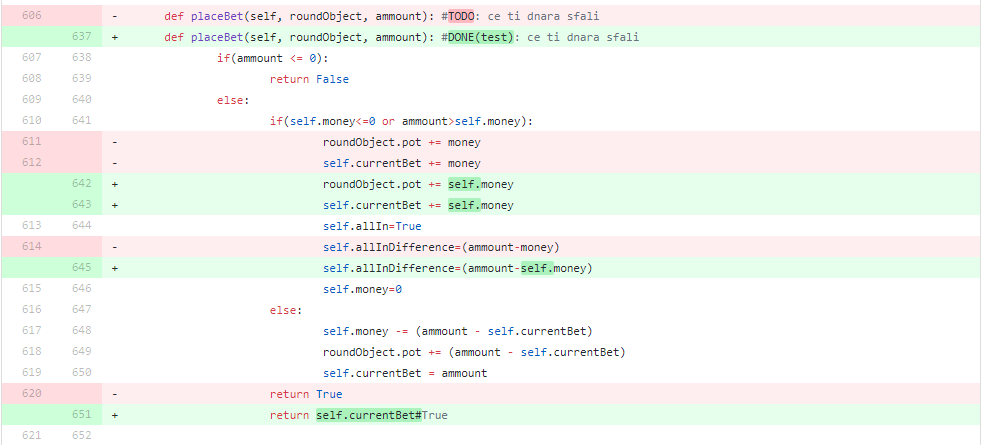 606 - def placeBet(self, roundObject, ammount): #TODO: ce ti dnara sfali
637 + def placeBet(self, roundObject, ammount): #DONE(test): ce ti dnara sfali
607 638 if(ammount <= 0):
608 639 return False
609 640 else:
610 641 if(self.money<=0 or ammount>self.money):
611 - roundObject.pot += money
612 - self.currentBet += money
642 + roundObject.pot += self.money
643 + self.currentBet += self.money
613 644 self.allIn=True
614 - self.allInDifference=(ammount-money)
645 + self.allInDifference=(ammount-self.money)
615 646 self.money=0
616 647 else:
617 648 self.money -= (ammount - self.currentBet)
618 649 roundObject.pot += (ammount - self.currentBet)
619 650 self.currentBet = ammount
620 - return True
651 + return self.currentBet#True
621 652